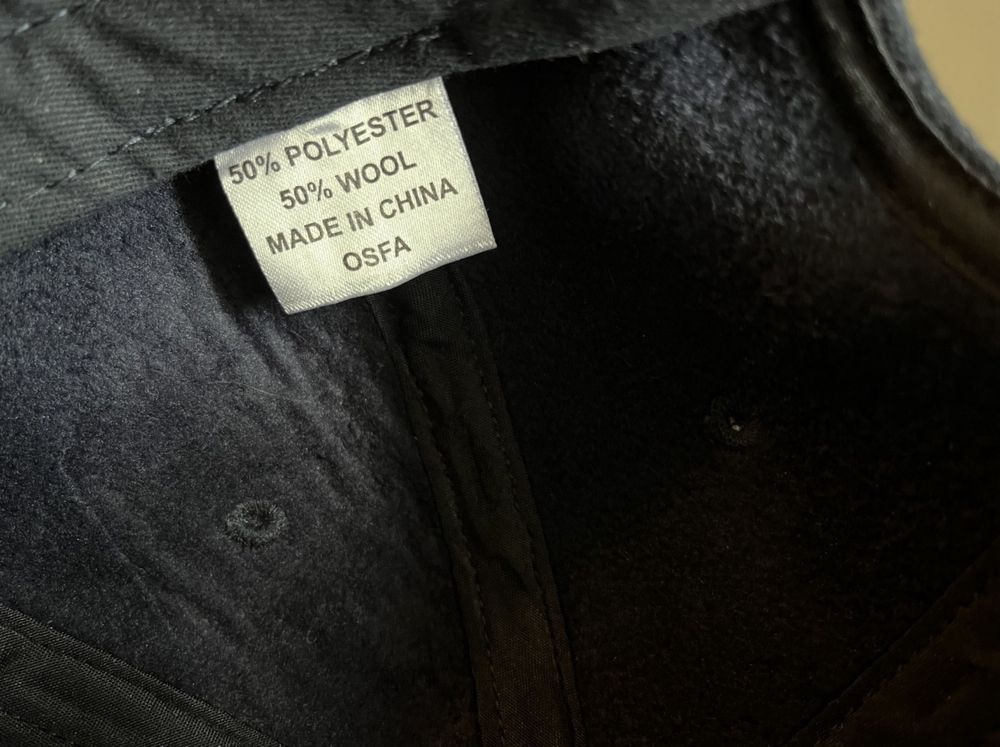 50% POLYESTER
50% WOOL
MADE IN CHINA
OSFA